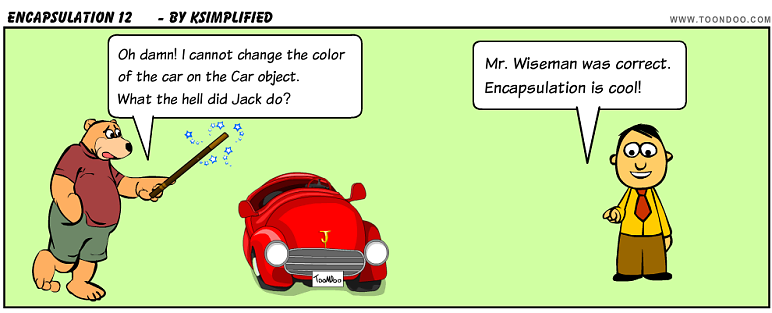 ENCAPSULATION 12 - BY KSIMPLIFIED
WWW.TOONDOO.COM
Oh damn! I cannot change the color
of the car on the Car object.
What the hell did Jack do?
Mr. Wiseman was correct.
Encapsulation is cool!
J
TOONDOO